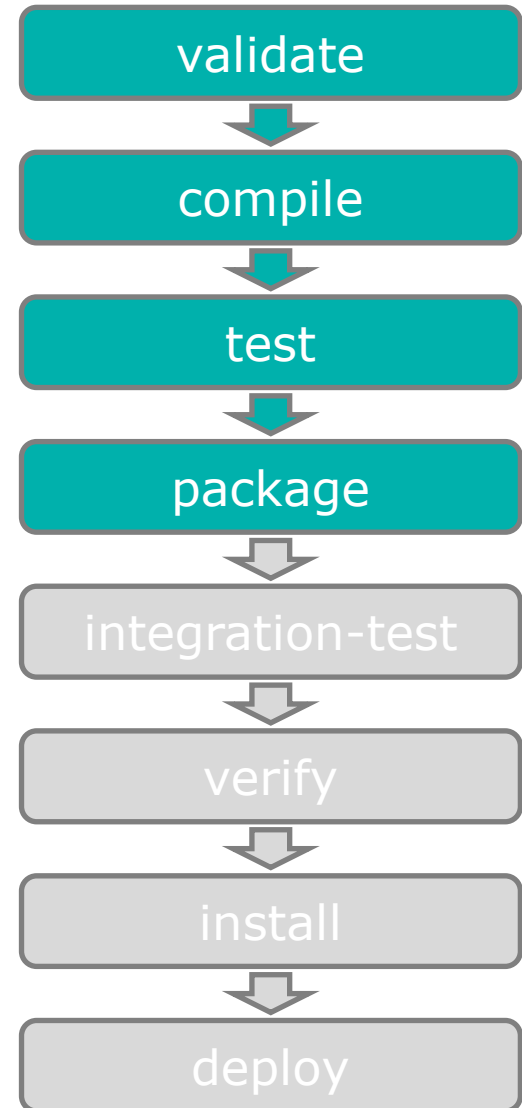 validate
compile
test
package
integration-test
verify
install
deploy